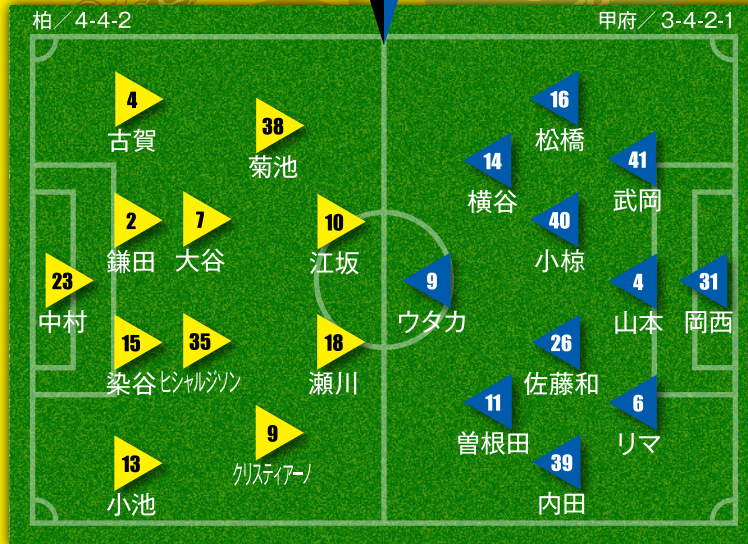 柏／4-4-2
甲府／3-4-2-1
4
古賀
38
菊池
2
鎌田
7
大谷
10
江坂
23
中村
15
染谷
35
ヒシャルジソン
18
瀬川
13
小池
9
クリスティアーノ
16
松橋
14
横谷
41
武岡
40
小椋
9
ウタカ
4
山本
31
岡西
26
佐藤和
11
曽根田
6
リマ
39
内田